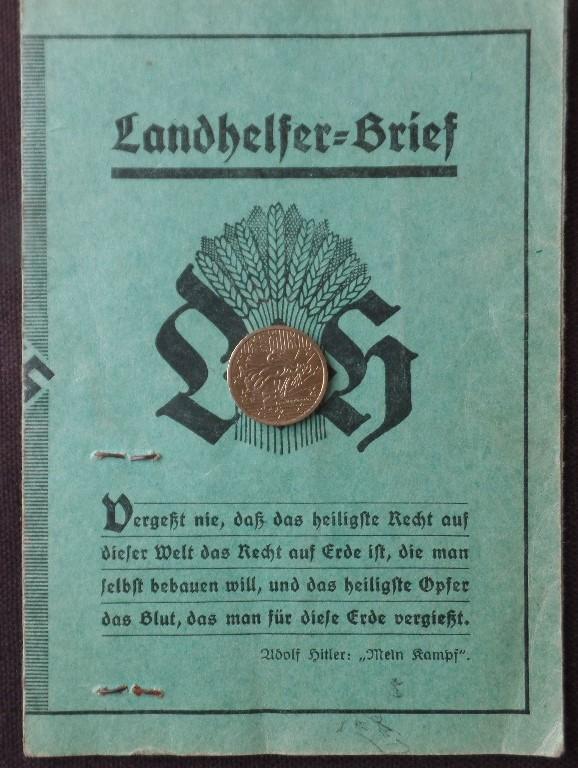 Landhelfer=Brief
L H
Vergeßt nie, daß das heiligste Recht auf
dieser Welt das Recht auf Erde ist, die man
selbst bebauen will, und das heiligste Opfer
das Blut, das man für diese Erde vergießt.
Adolf Hitler: „Mein Kampf“.